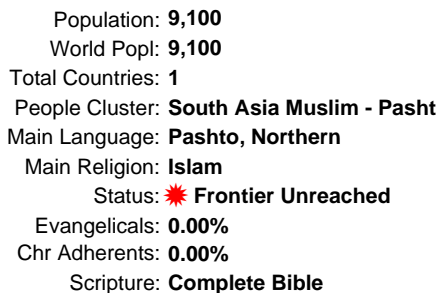 Population: 9,100
World Popl: 9,100
Total Countries: 1
People Cluster: South Asia Muslim - Pasht
Main Language: Pashto, Northern
Main Religion: Islam
Status: Frontier Unreached
Evangelicals: 0.00%
Chr Adherents: 0.00%
Scripture: Complete Bible